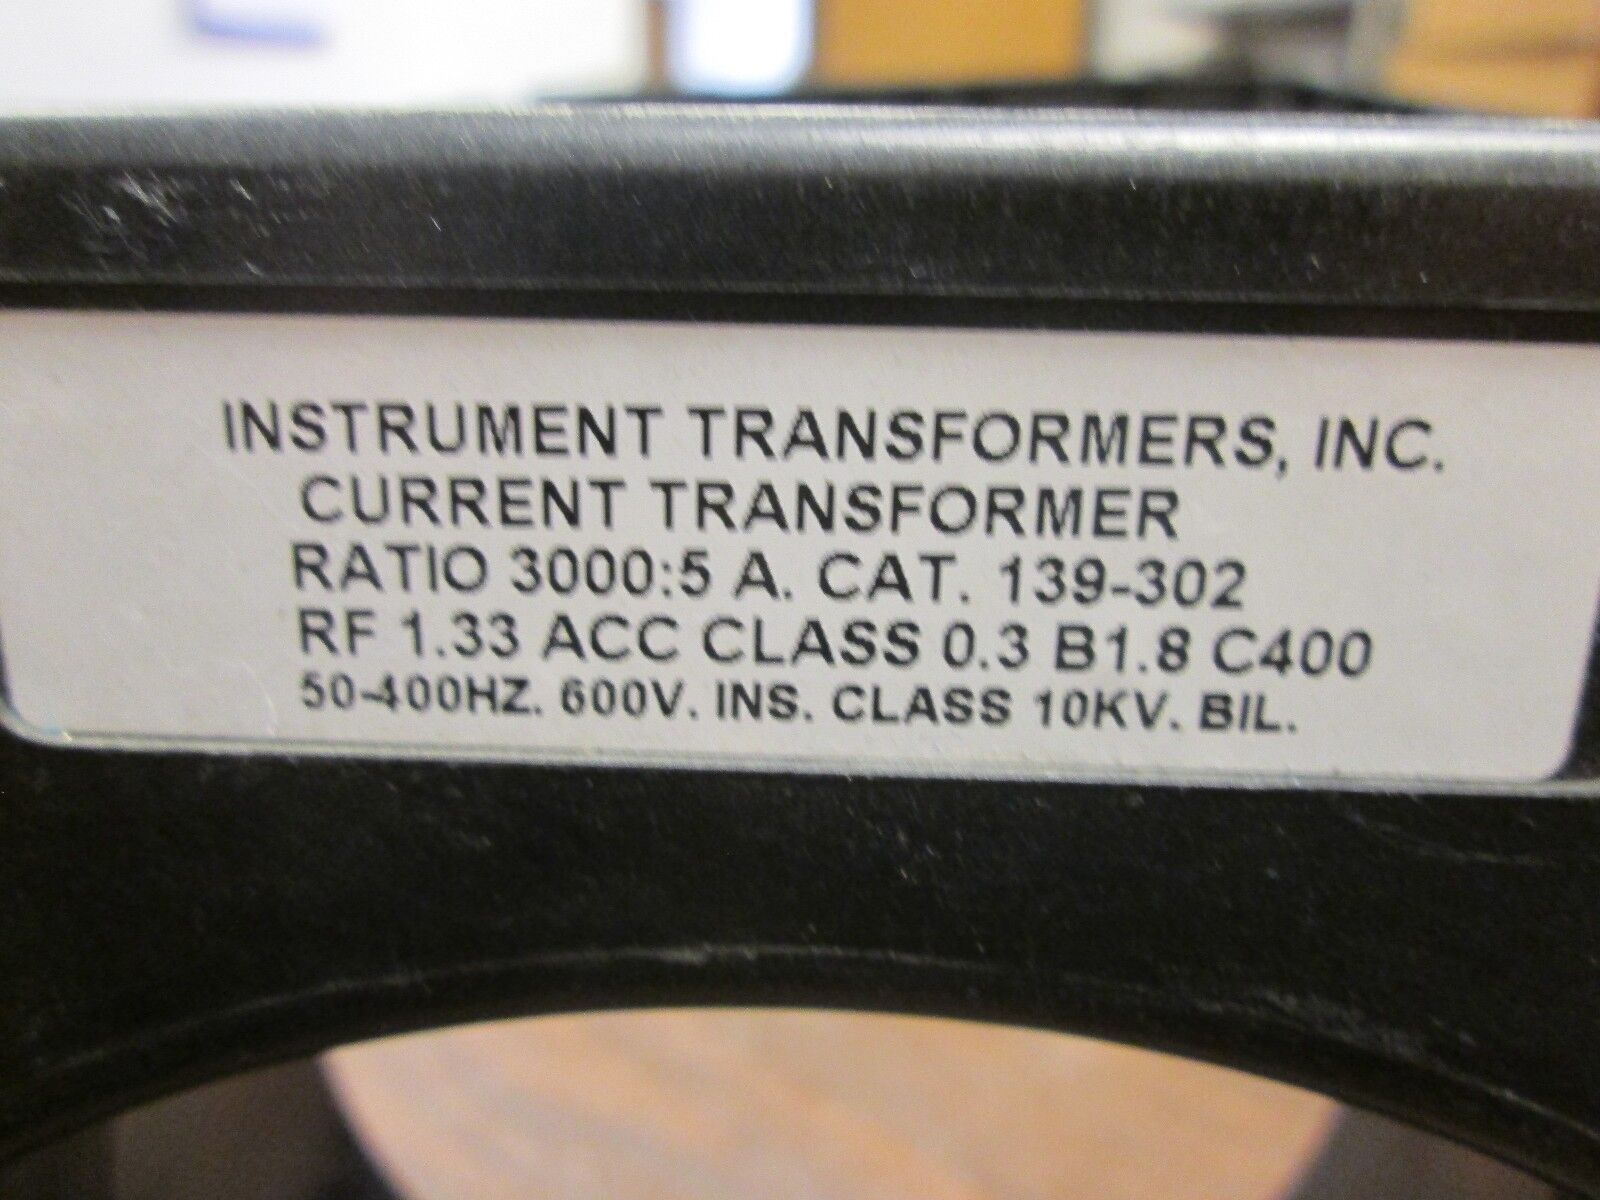 INSTRUMENT TRANSFORMERS, INC.
CURRENT TRANSFORMER
RATIO 3000:5 A. CAT. 139-302
RF 1.33 ACC CLASS 0.3 B1.8 C400
50-400HZ. 600V. INS. CLASS 10KV. BIL.